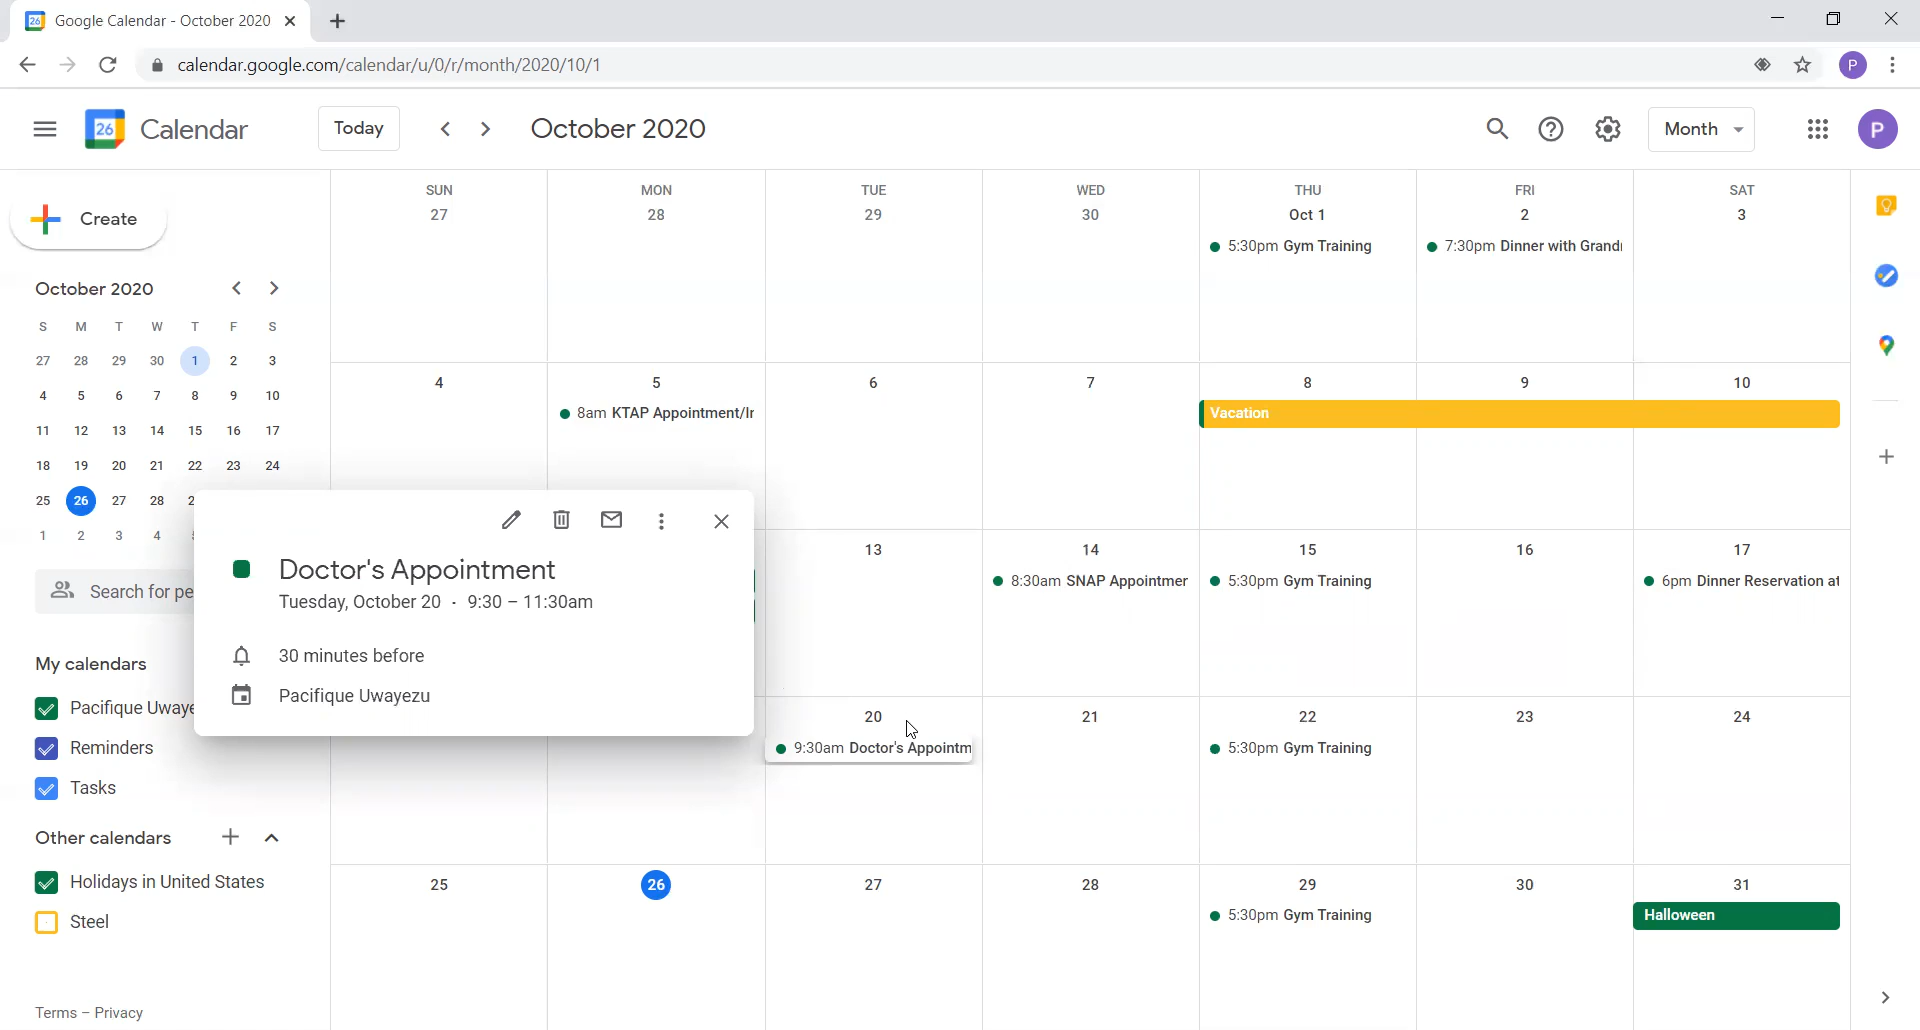 Google Calendar - October 2020
calendar.google.com/calendar/u/0/r/month/2020/10/1
P
26 Calendar Today October 2020 Month P
Create
October 2020
S M T W T F S
27 28 29 30 1 2 3
4 5 6 7 8 9 10
11 12 13 14 15 16 17
18 19 20 21 22 23 24
25 26 27 28
1 2 3 4
Search for pe
My calendars
Pacifique Uwaye
Reminders
Tasks
Other calendars
Holidays in United States
Steel
Terms – Privacy
SUN MON TUE WED THU FRI SAT
27 28 29 30 Oct 1 2 3
5:30pm Gym Training 7:30pm Dinner with Grand
4 5 6 7 8 9 10
8am KTAP Appointment/Ir Vacation
Doctor's Appointment
Tuesday, October 20 · 9:30 – 11:30am
30 minutes before
Pacifique Uwayezu
13 14 15 16 17
8:30am SNAP Appointmer 5:30pm Gym Training 6pm Dinner Reservation at
20 21 22 23 24
9:30am Doctor's Appointm 5:30pm Gym Training
25 26 27 28 29 30 31
5:30pm Gym Training Halloween